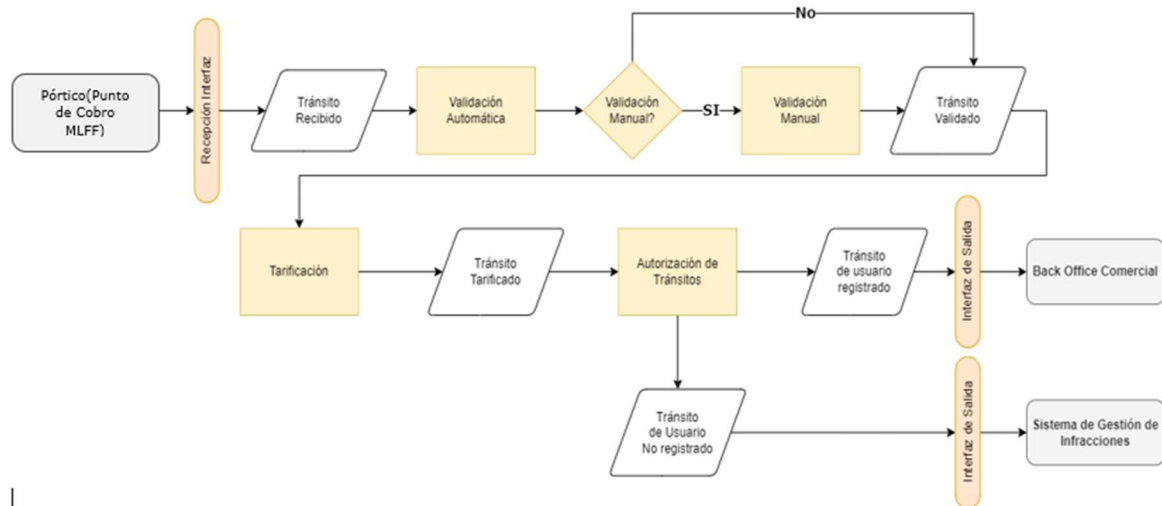 No
Pórtico(Punto
de Cobro
MLFF)
Recepción Interfaz
Tránsito
Recibido
Validación
Automática
Validación
Manual?
SI
Validación
Manual
Tránsito
Validado
Tarificación
Tránsito
Tarificado
Autorización de
Tránsitos
Tránsito
de usuario
registrado
Interfaz de Salida
Back Office Comercial
Tránsito
de Usuario
No registrado
Interfaz de Salida
Sistema de Gestión de
Infracciones